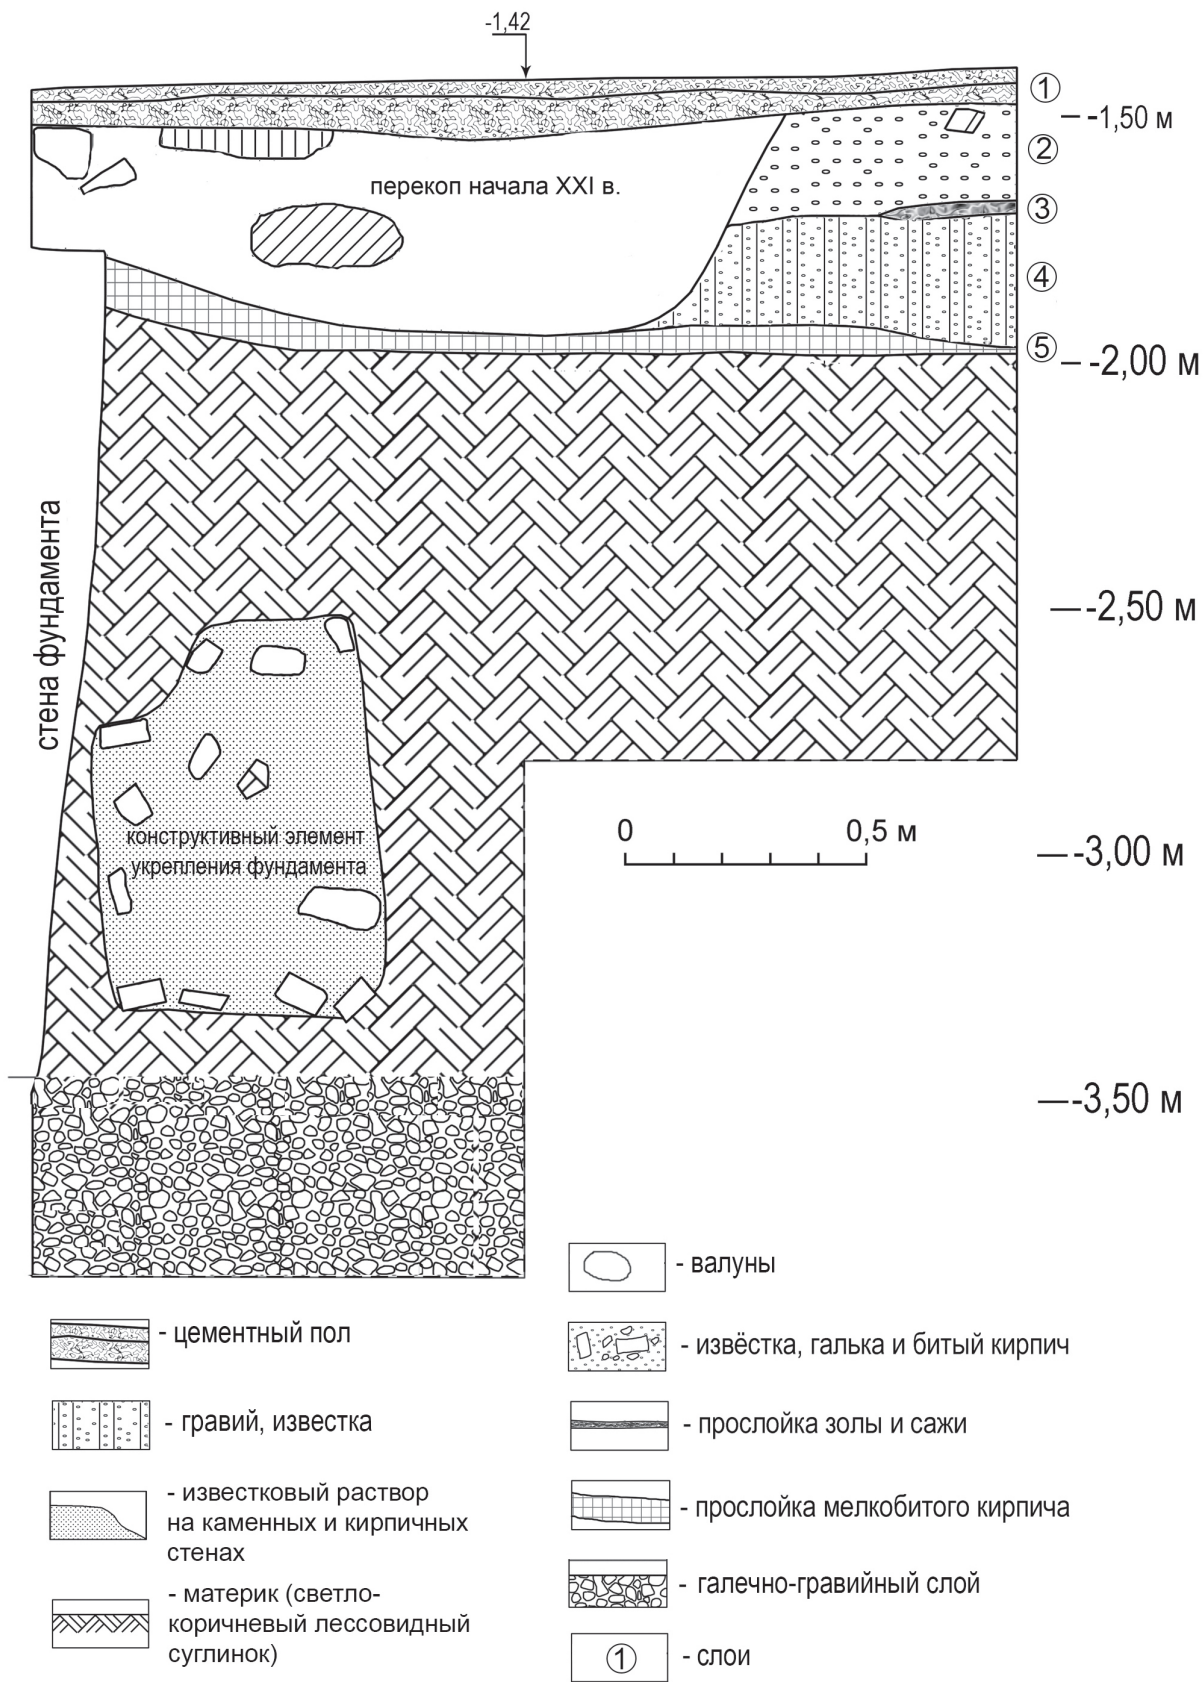 -1,42
①
-1,50 м
②
перекоп начала XXI в.
③
④
⑤
-2,00 м
стена фундамента
-2,50 м
0 0,5 м
конструктивный элемент
укрепления фундамента
-3,00 м
-3,50 м
- валуны
- цементный пол
- извёстка, галька и битый кирпич
- гравий, известка
- прослойка золы и сажи
- известковый раствор
на каменных и кирпичных
стенах
- прослойка мелкобитого кирпича
- материк (светло-
коричневый лессовидный
суглинок)
- галечно-гравийный слой
① - слои